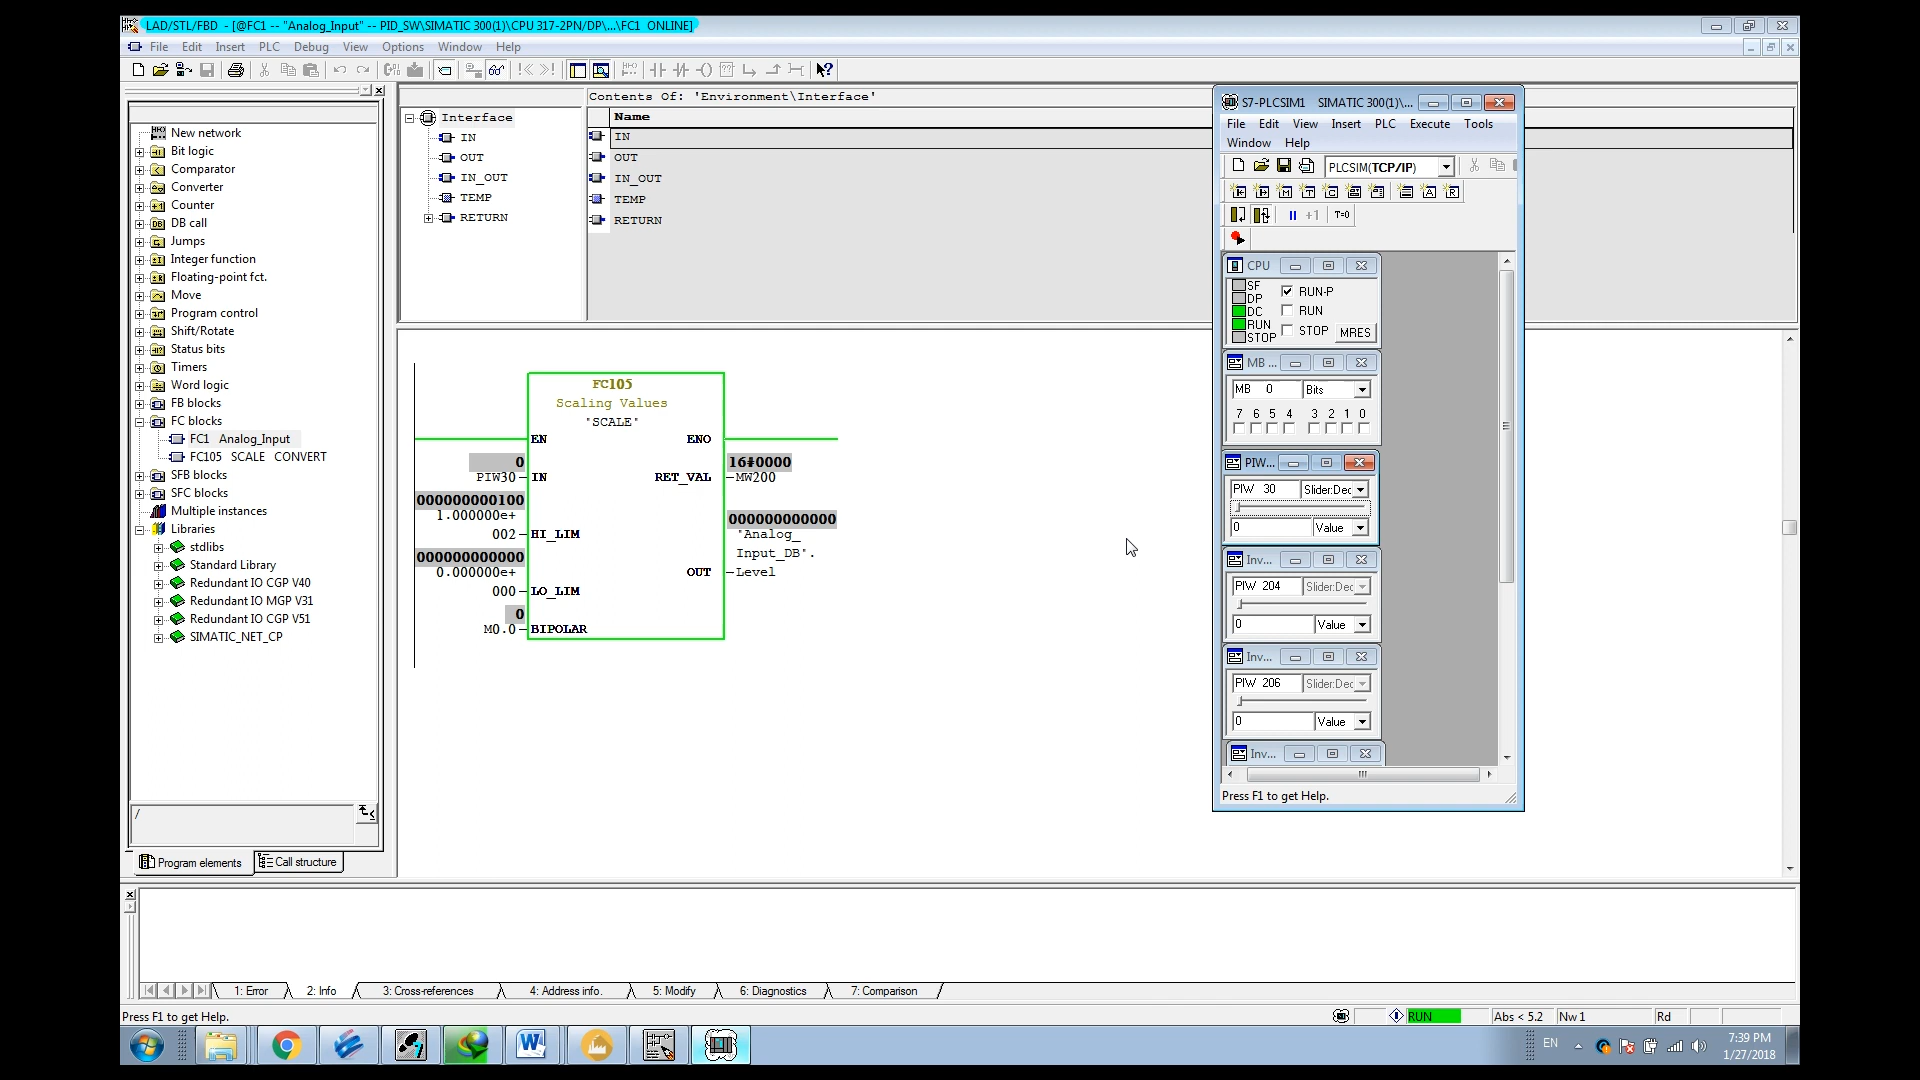 LAD/STL/FBD - [@FC1 -- "Analog_Input" -- PID_SW\SIMATIC 300(1)\CPU 317-2PN/DP\...\FC1 ONLINE]
File Edit Insert PLC Debug View Options Window Help
New network
Bit logic
Comparator
Converter
Counter
DB call
Jumps
Integer function
Floating-point fct.
Move
Program control
Shift/Rotate
Status bits
Timers
Word logic
FB blocks
FC blocks
FC1 Analog_Input
FC105 SCALE CONVERT
SFB blocks
SFC blocks
Multiple instances
Libraries
stdlibs
Standard Library
Redundant IO CGP V40
Redundant IO MGP V31
Redundant IO CGP V51
SIMATIC_NET_CP
/
Program elements
Call structure
Interface
IN
OUT
IN_OUT
TEMP
RETURN
Contents Of: 'Environment\Interface'
Name
IN
OUT
IN_OUT
TEMP
RETURN
FC105
Scaling Values
"SCALE"
EN ENO
0 16#0000
PIW30 IN RET_VAL MW200
000000000100
1.000000e+ 000000000000
002 HI_LIM "Analog_
000000000000 Input_DB".
0.000000e+ OUT Level
000 LO_LIM
0
M0.0 BIPOLAR
S7-PLCSIM1 SIMATIC 300(1)\...
File Edit View Insert PLC Execute Tools
Window Help
PLCSIM(TCP/IP)
+1 T=0
CPU
SF
DP RUN-P
DC RUN
RUN
STOP STOP MRES
MB ...
MB 0 Bits
7 6 5 4 3 2 1 0
PIW...
PIW 30 Slider:Dec
0 Value
Inv...
PIW 204 Slider:Dec
0 Value
Inv...
PIW 206 Slider:Dec
0 Value
Inv...
Press F1 to get Help.
1: Error 2: Info 3: Cross-references 4: Address info. 5: Modify 6: Diagnostics 7: Comparison
Press F1 to get Help. RUN Abs < 5.2 Nw 1 Rd
EN
7:39 PM
1/27/2018